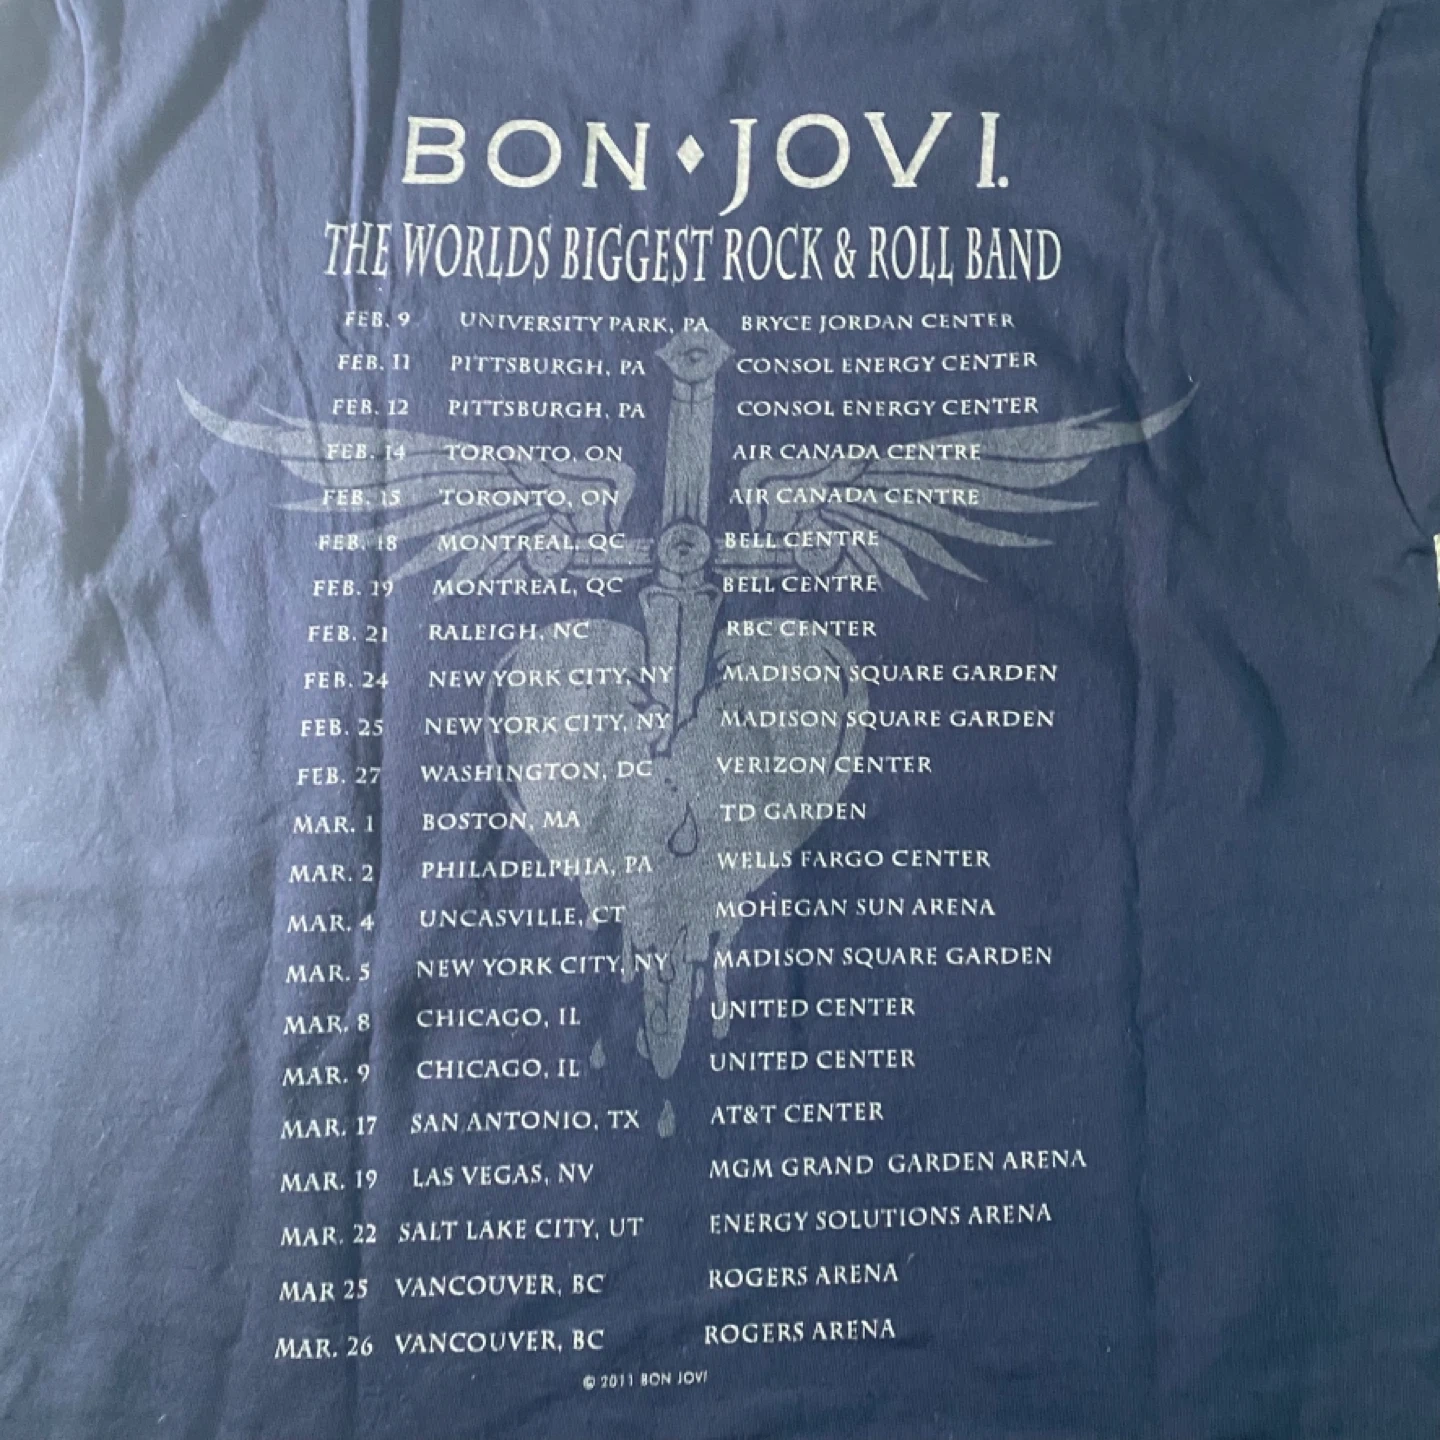 BON♦JOVI.
THE WORLDS BIGGEST ROCK & ROLL BAND
FEB. 9 UNIVERSITY PARK, PA BRYCE JORDAN CENTER
FEB. 11 PITTSBURGH, PA CONSOL ENERGY CENTER
FEB. 12 PITTSBURGH, PA CONSOL ENERGY CENTER
FEB. 14 TORONTO, ON AIR CANADA CENTRE
FEB. 15 TORONTO, ON AIR CANADA CENTRE
FEB. 18 MONTREAL, QC BELL CENTRE
FEB. 19 MONTREAL, QC BELL CENTRE
FEB. 21 RALEIGH, NC RBC CENTER
FEB. 24 NEW YORK CITY, NY MADISON SQUARE GARDEN
FEB. 25 NEW YORK CITY, NY MADISON SQUARE GARDEN
FEB. 27 WASHINGTON, DC VERIZON CENTER
MAR. 1 BOSTON, MA TD GARDEN
MAR. 2 PHILADELPHIA, PA WELLS FARGO CENTER
MAR. 4 UNCASVILLE, CT MOHEGAN SUN ARENA
MAR. 5 NEW YORK CITY, NY MADISON SQUARE GARDEN
MAR. 8 CHICAGO, IL UNITED CENTER
MAR. 9 CHICAGO, IL UNITED CENTER
MAR. 17 SAN ANTONIO, TX AT&T CENTER
MAR. 19 LAS VEGAS, NV MGM GRAND GARDEN ARENA
MAR. 22 SALT LAKE CITY, UT ENERGY SOLUTIONS ARENA
MAR 25 VANCOUVER, BC ROGERS ARENA
MAR. 26 VANCOUVER, BC ROGERS ARENA
© 2011 BON JOVI